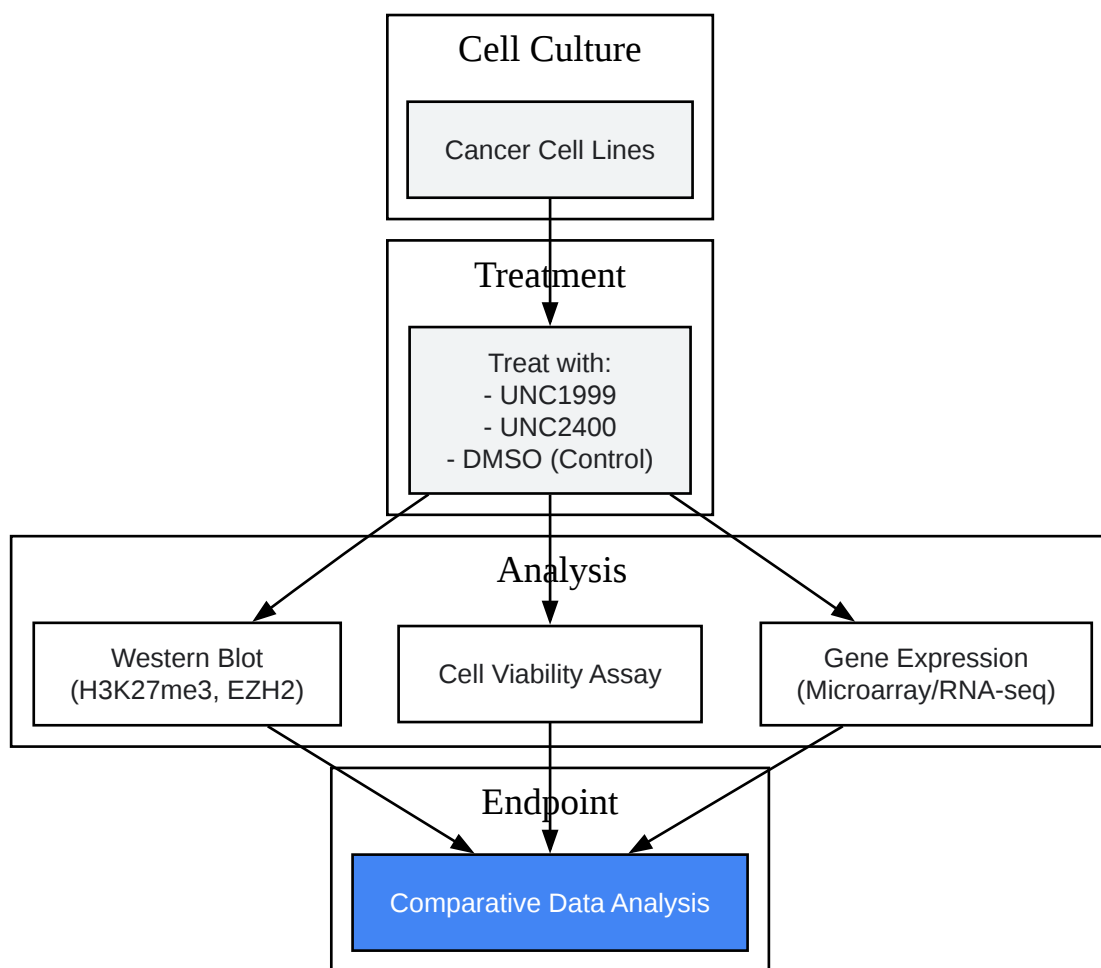 Cell Culture
Cancer Cell Lines
Treatment
Treat with:
- UNC1999
- UNC2400
- DMSO (Control)
Analysis
Western Blot
(H3K27me3, EZH2)
Cell Viability Assay
Gene Expression
(Microarray/RNA-seq)
Endpoint
Comparative Data Analysis